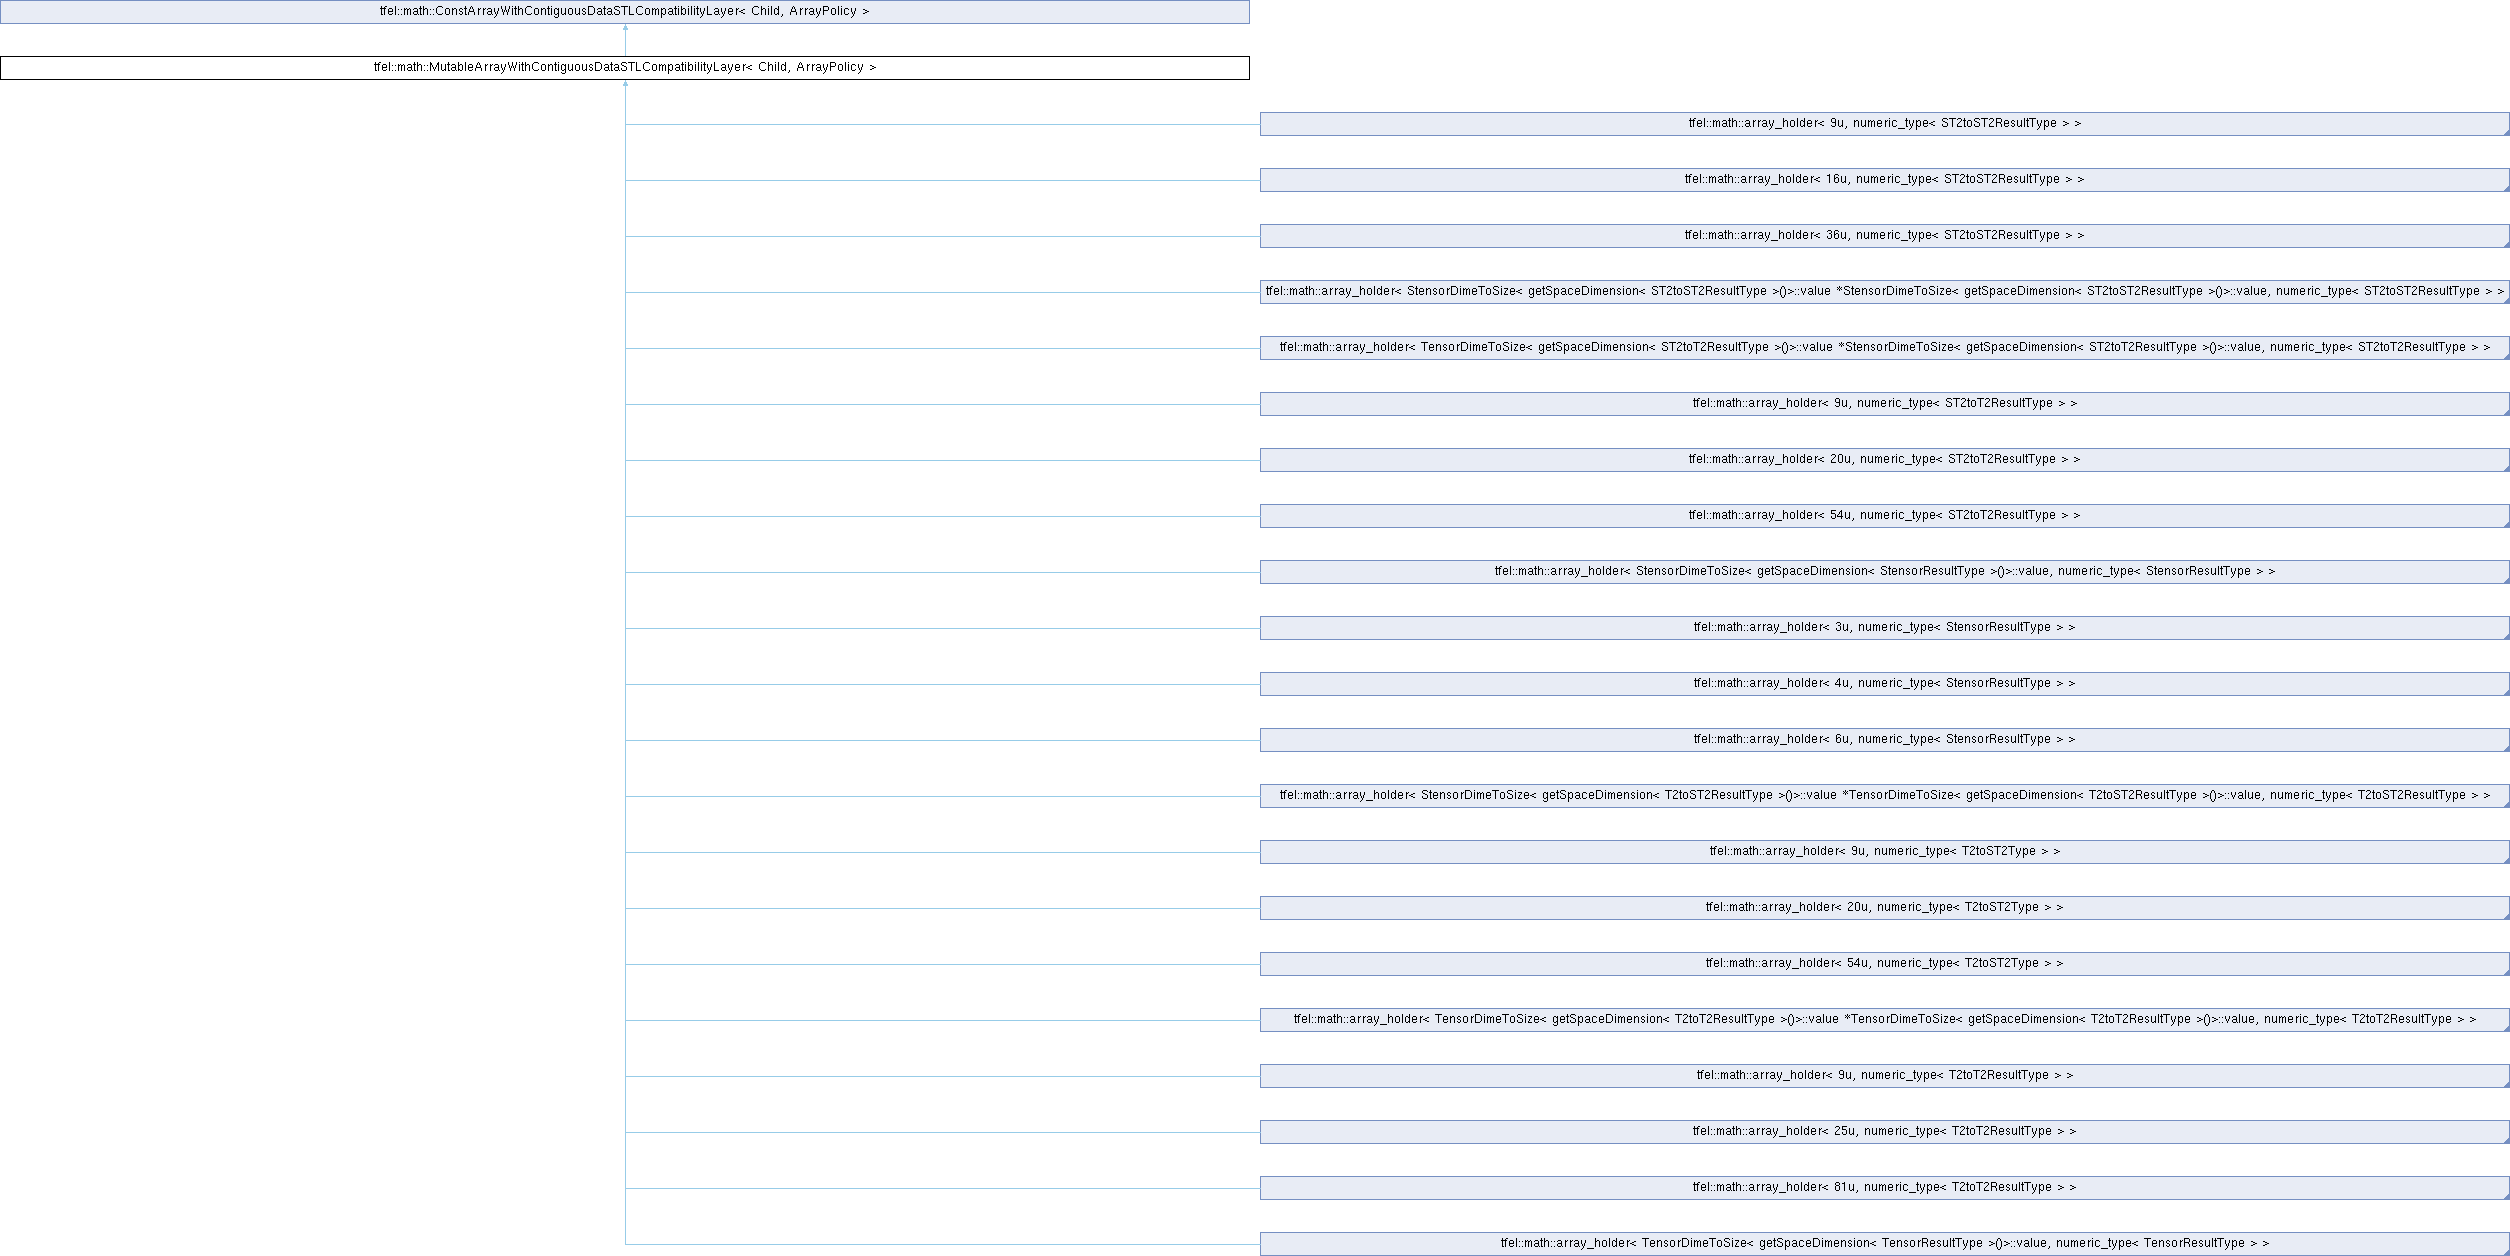 tfel::math::ConstArrayWithContiguousDataSTLCompatibilityLayer< Child, ArrayPolicy >
tfel::math::MutableArrayWithContiguousDataSTLCompatibilityLayer< Child, ArrayPolicy >
tfel::math::array_holder< 9u, numeric_type< ST2toST2ResultType > >
tfel::math::array_holder< 16u, numeric_type< ST2toST2ResultType > >
tfel::math::array_holder< 36u, numeric_type< ST2toST2ResultType > >
tfel::math::array_holder< StensorDimeToSize< getSpaceDimension< ST2toST2ResultType >()>::value *StensorDimeToSize< getSpaceDimension< ST2toST2ResultType >()>::value, numeric_type< ST2toST2ResultType > >
tfel::math::array_holder< TensorDimeToSize< getSpaceDimension< ST2toT2ResultType >()>::value *StensorDimeToSize< getSpaceDimension< ST2toT2ResultType >()>::value, numeric_type< ST2toT2ResultType > >
tfel::math::array_holder< 9u, numeric_type< ST2toT2ResultType > >
tfel::math::array_holder< 20u, numeric_type< ST2toT2ResultType > >
tfel::math::array_holder< 54u, numeric_type< ST2toT2ResultType > >
tfel::math::array_holder< StensorDimeToSize< getSpaceDimension< StensorResultType >()>::value, numeric_type< StensorResultType > >
tfel::math::array_holder< 3u, numeric_type< StensorResultType > >
tfel::math::array_holder< 4u, numeric_type< StensorResultType > >
tfel::math::array_holder< 6u, numeric_type< StensorResultType > >
tfel::math::array_holder< StensorDimeToSize< getSpaceDimension< T2toST2ResultType >()>::value *TensorDimeToSize< getSpaceDimension< T2toST2ResultType >()>::value, numeric_type< T2toST2ResultType > >
tfel::math::array_holder< 9u, numeric_type< T2toST2Type > >
tfel::math::array_holder< 20u, numeric_type< T2toST2Type > >
tfel::math::array_holder< 54u, numeric_type< T2toST2Type > >
tfel::math::array_holder< TensorDimeToSize< getSpaceDimension< T2toT2ResultType >()>::value *TensorDimeToSize< getSpaceDimension< T2toT2ResultType >()>::value, numeric_type< T2toT2ResultType > >
tfel::math::array_holder< 9u, numeric_type< T2toT2ResultType > >
tfel::math::array_holder< 25u, numeric_type< T2toT2ResultType > >
tfel::math::array_holder< 81u, numeric_type< T2toT2ResultType > >
tfel::math::array_holder< TensorDimeToSize< getSpaceDimension< TensorResultType >()>::value, numeric_type< TensorResultType > >